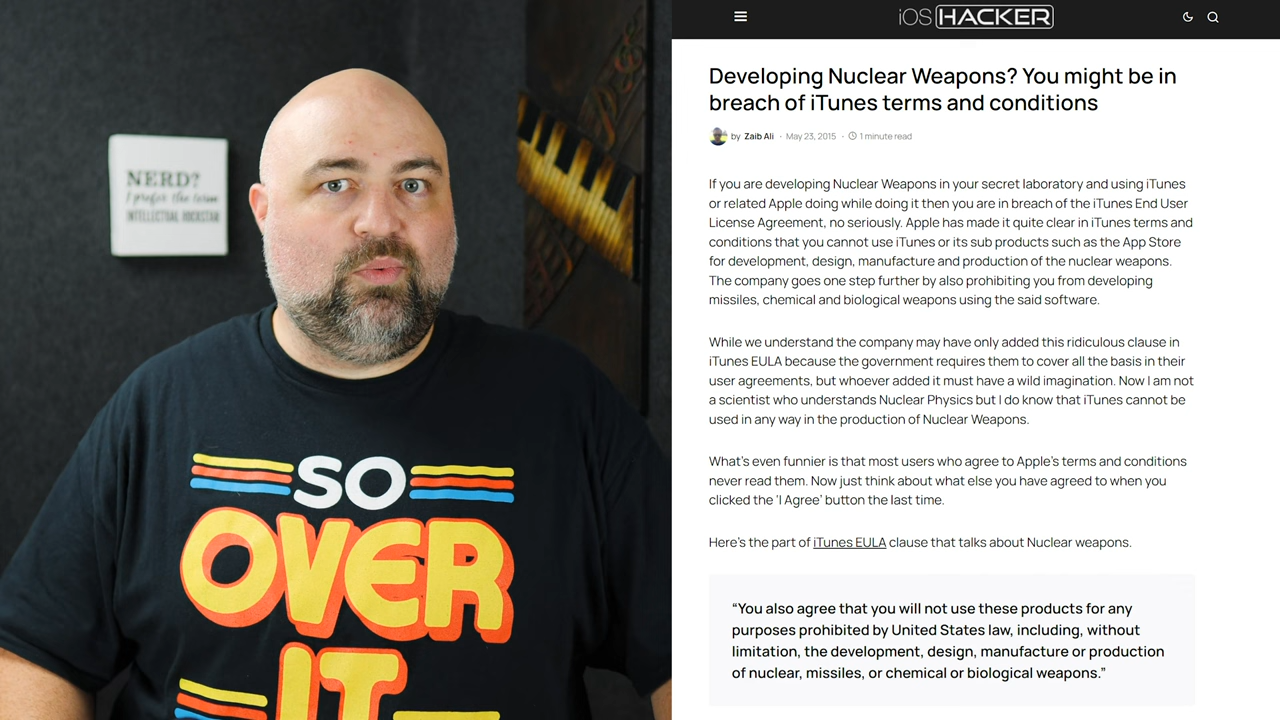 NERD?
I prefer the term
INTELLECTUAL ROCKSTAR
SO
OVER
IT
iOS HACKER
Developing Nuclear Weapons? You might be in
breach of iTunes terms and conditions
by Zaib Ali · May 23, 2015 · 1 minute read
If you are developing Nuclear Weapons in your secret laboratory and using iTunes
or related Apple doing while doing it then you are in breach of the iTunes End User
License Agreement, no seriously. Apple has made it quite clear in iTunes terms and
conditions that you cannot use iTunes or its sub products such as the App Store
for development, design, manufacture and production of the nuclear weapons.
The company goes one step further by also prohibiting you from developing
missiles, chemical and biological weapons using the said software.
While we understand the company may have only added this ridiculous clause in
iTunes EULA because the government requires them to cover all the basis in their
user agreements, but whoever added it must have a wild imagination. Now I am not
a scientist who understands Nuclear Physics but I do know that iTunes cannot be
used in any way in the production of Nuclear Weapons.
What's even funnier is that most users who agree to Apple's terms and conditions
never read them. Now just think about what else you have agreed to when you
clicked the 'I Agree' button the last time.
Here's the part of iTunes EULA clause that talks about Nuclear weapons.
“You also agree that you will not use these products for any
purposes prohibited by United States law, including, without
limitation, the development, design, manufacture or production
of nuclear, missiles, or chemical or biological weapons.”